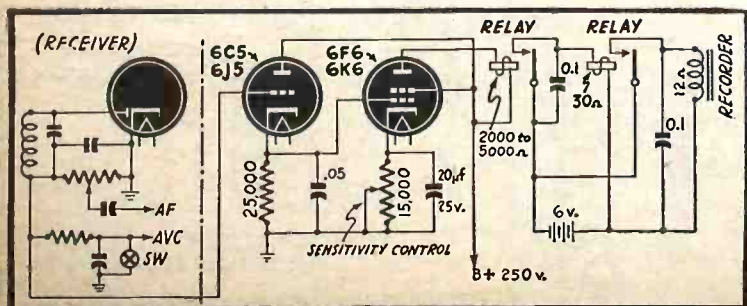 (RECEIVER)
6C5
6J5
6F6
6K6
RELAY
RELAY
0.1
30Ω
12Ω
RECORDER
0.1
2000 to
5000Ω
25,000
.05
15,000
20µf
25v.
AF
AVC
SW
SENSITIVITY CONTROL
6v.
B+ 250 v.